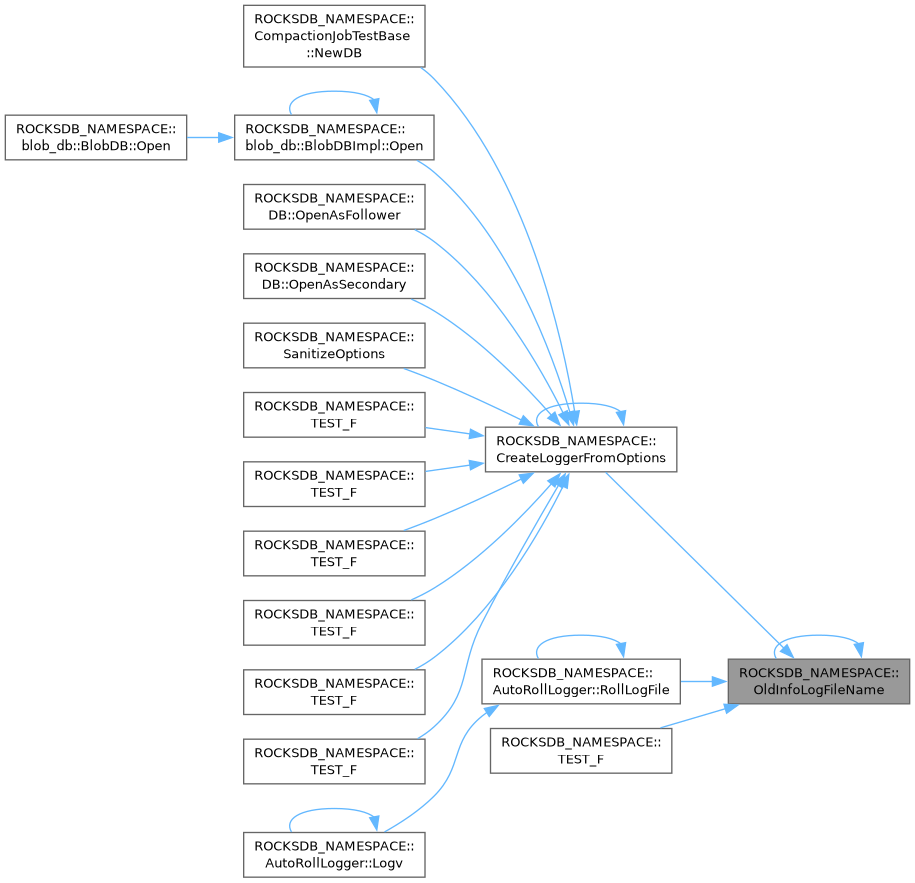 ROCKSDB_NAMESPACE::
CompactionJobTestBase
::NewDB
ROCKSDB_NAMESPACE::
blob_db::BlobDB::Open
ROCKSDB_NAMESPACE::
blob_db::BlobDBImpl::Open
ROCKSDB_NAMESPACE::
DB::OpenAsFollower
ROCKSDB_NAMESPACE::
DB::OpenAsSecondary
ROCKSDB_NAMESPACE::
SanitizeOptions
ROCKSDB_NAMESPACE::
TEST_F
ROCKSDB_NAMESPACE::
CreateLoggerFromOptions
ROCKSDB_NAMESPACE::
TEST_F
ROCKSDB_NAMESPACE::
TEST_F
ROCKSDB_NAMESPACE::
TEST_F
ROCKSDB_NAMESPACE::
TEST_F
ROCKSDB_NAMESPACE::
AutoRollLogger::RollLogFile
ROCKSDB_NAMESPACE::
OldInfoLogFileName
ROCKSDB_NAMESPACE::
TEST_F
ROCKSDB_NAMESPACE::
TEST_F
ROCKSDB_NAMESPACE::
AutoRollLogger::Logv